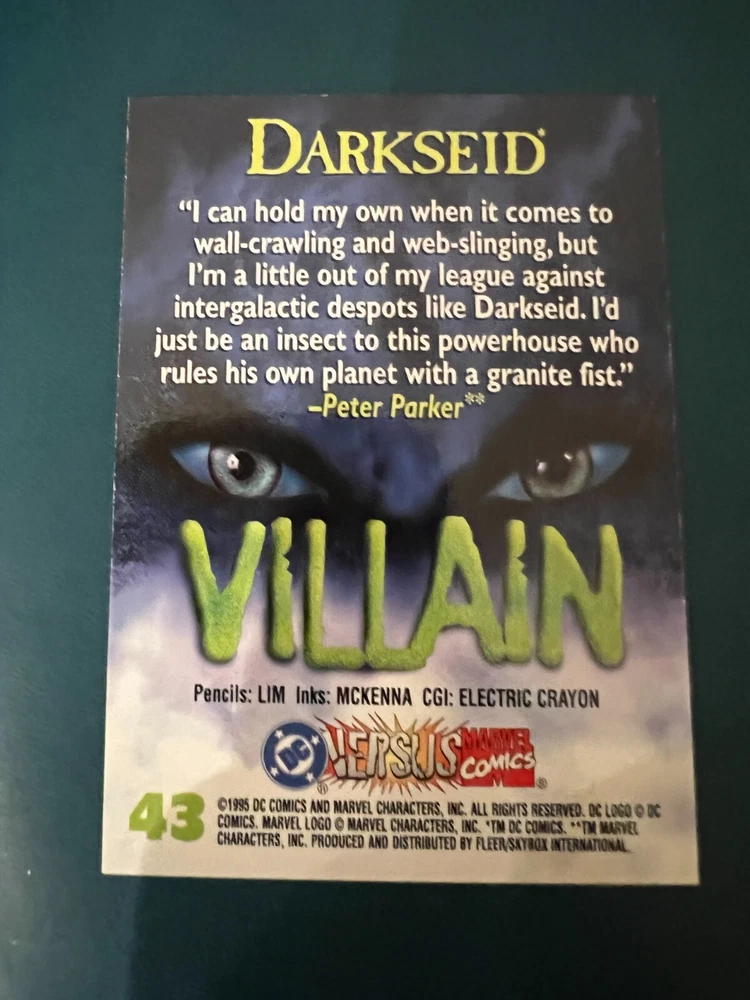 DARKSEID*
“I can hold my own when it comes to
wall-crawling and web-slinging, but
I’m a little out of my league against
intergalactic despots like Darkseid. I’d
just be an insect to this powerhouse who
rules his own planet with a granite fist.”
–Peter Parker**
VILLAIN
Pencils: LIM Inks: MCKENNA CGI: ELECTRIC CRAYON
DC VERSUS MARVEL COMICS
®
®
43
©1995 DC COMICS AND MARVEL CHARACTERS, INC. ALL RIGHTS RESERVED. DC LOGO © DC
COMICS. MARVEL LOGO © MARVEL CHARACTERS, INC. *TM DC COMICS. **TM MARVEL
CHARACTERS, INC. PRODUCED AND DISTRIBUTED BY FLEER/SKYBOX INTERNATIONAL.